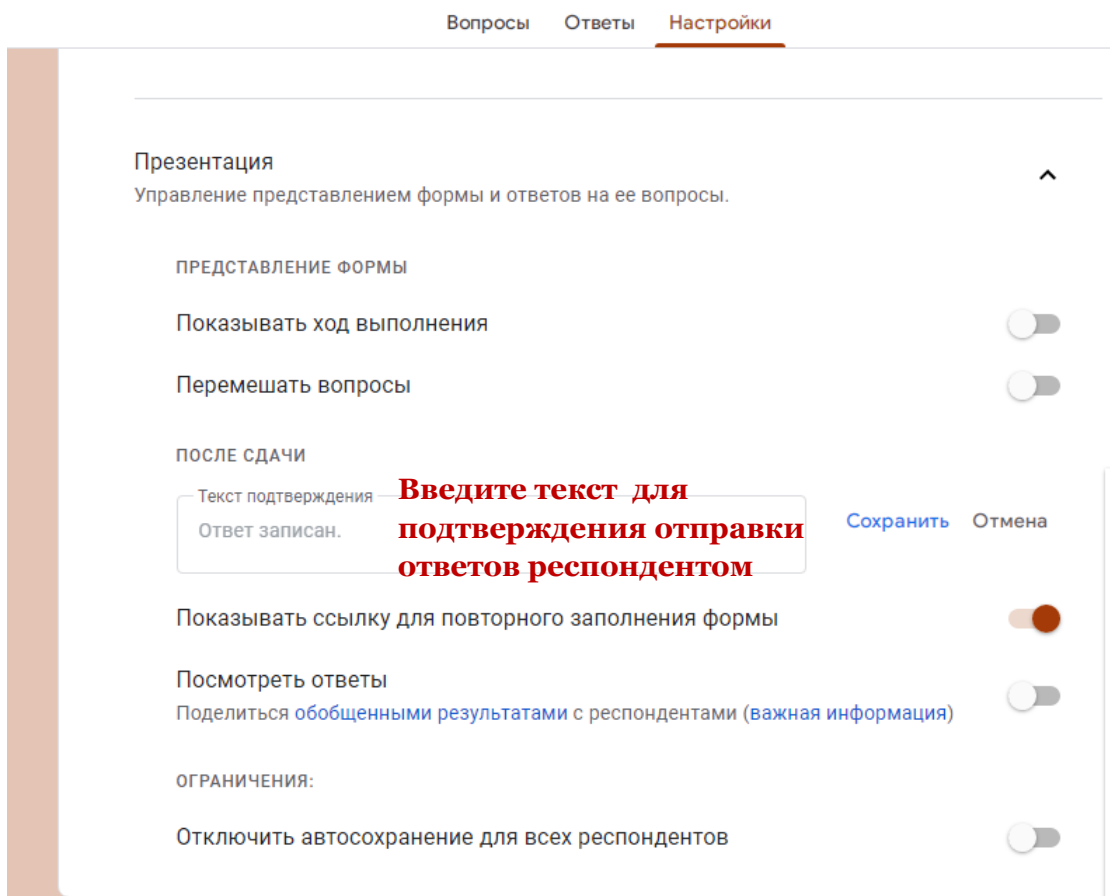 Вопросы Ответы Настройки
Презентация
Управление представлением формы и ответов на ее вопросы.
ПРЕДСТАВЛЕНИЕ ФОРМЫ
Показывать ход выполнения
Перемешать вопросы
ПОСЛЕ СДАЧИ
Текст подтверждения
Ответ записан.
Введите текст для
подтверждения отправки
ответов респондентом
Сохранить Отмена
Показывать ссылку для повторного заполнения формы
Посмотреть ответы
Поделиться обобщенными результатами с респондентами (важная информация)
ОГРАНИЧЕНИЯ:
Отключить автосохранение для всех респондентов